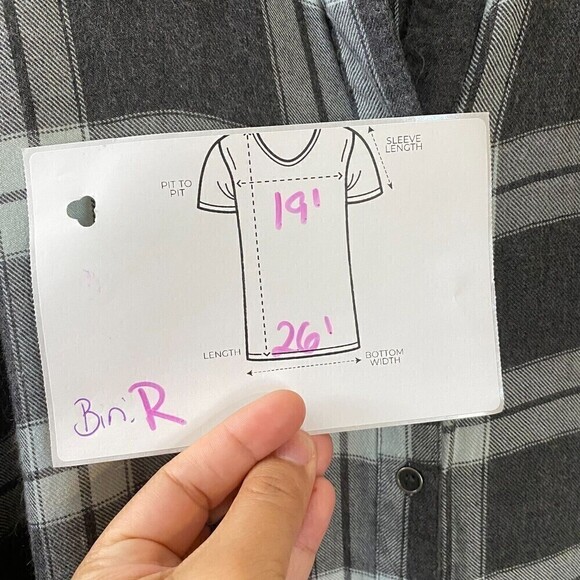 SLEEVE
LENGTH
PIT TO
PIT
19'
26'
LENGTH
BOTTOM
WIDTH
Bin: R